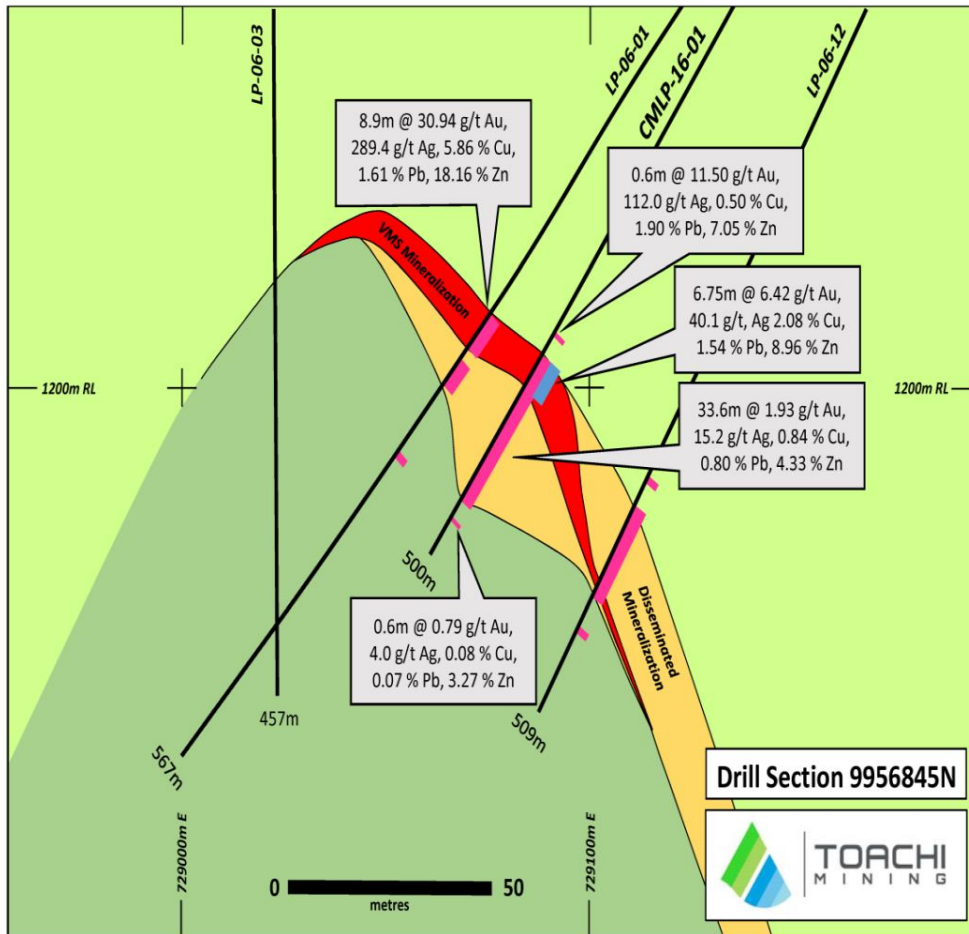 LP-06-03
LP-06-01
CMLP-16-01
LP-06-12
8.9m @ 30.94 g/t Au,
289.4 g/t Ag, 5.86 % Cu,
1.61 % Pb, 18.16 % Zn
0.6m @ 11.50 g/t Au,
112.0 g/t Ag, 0.50 % Cu,
1.90 % Pb, 7.05 % Zn
VMS Mineralization
6.75m @ 6.42 g/t Au,
40.1 g/t, Ag 2.08 % Cu,
1.54 % Pb, 8.96 % Zn
1200m RL
1200m RL
33.6m @ 1.93 g/t Au,
15.2 g/t Ag, 0.84 % Cu,
0.80 % Pb, 4.33 % Zn
500m
Disseminated
Mineralization
0.6m @ 0.79 g/t Au,
4.0 g/t Ag, 0.08 % Cu,
0.07 % Pb, 3.27 % Zn
457m
509m
567m
Drill Section 9956845N
729000m E
729100m E
0 50
metres
TOACHI
MINING